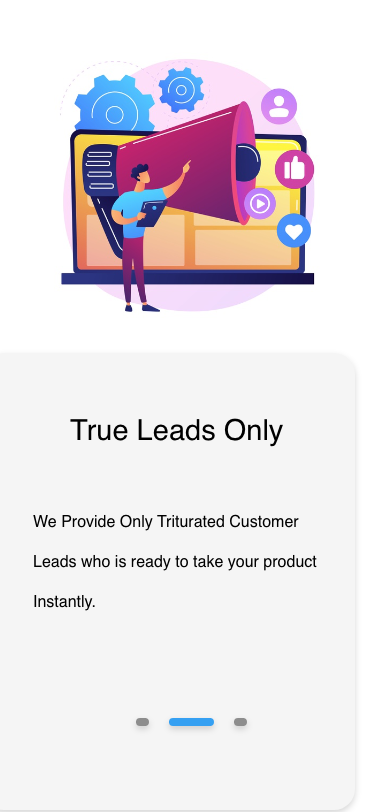 True Leads Only
We Provide Only Triturated Customer
Leads who is ready to take your product
Instantly.